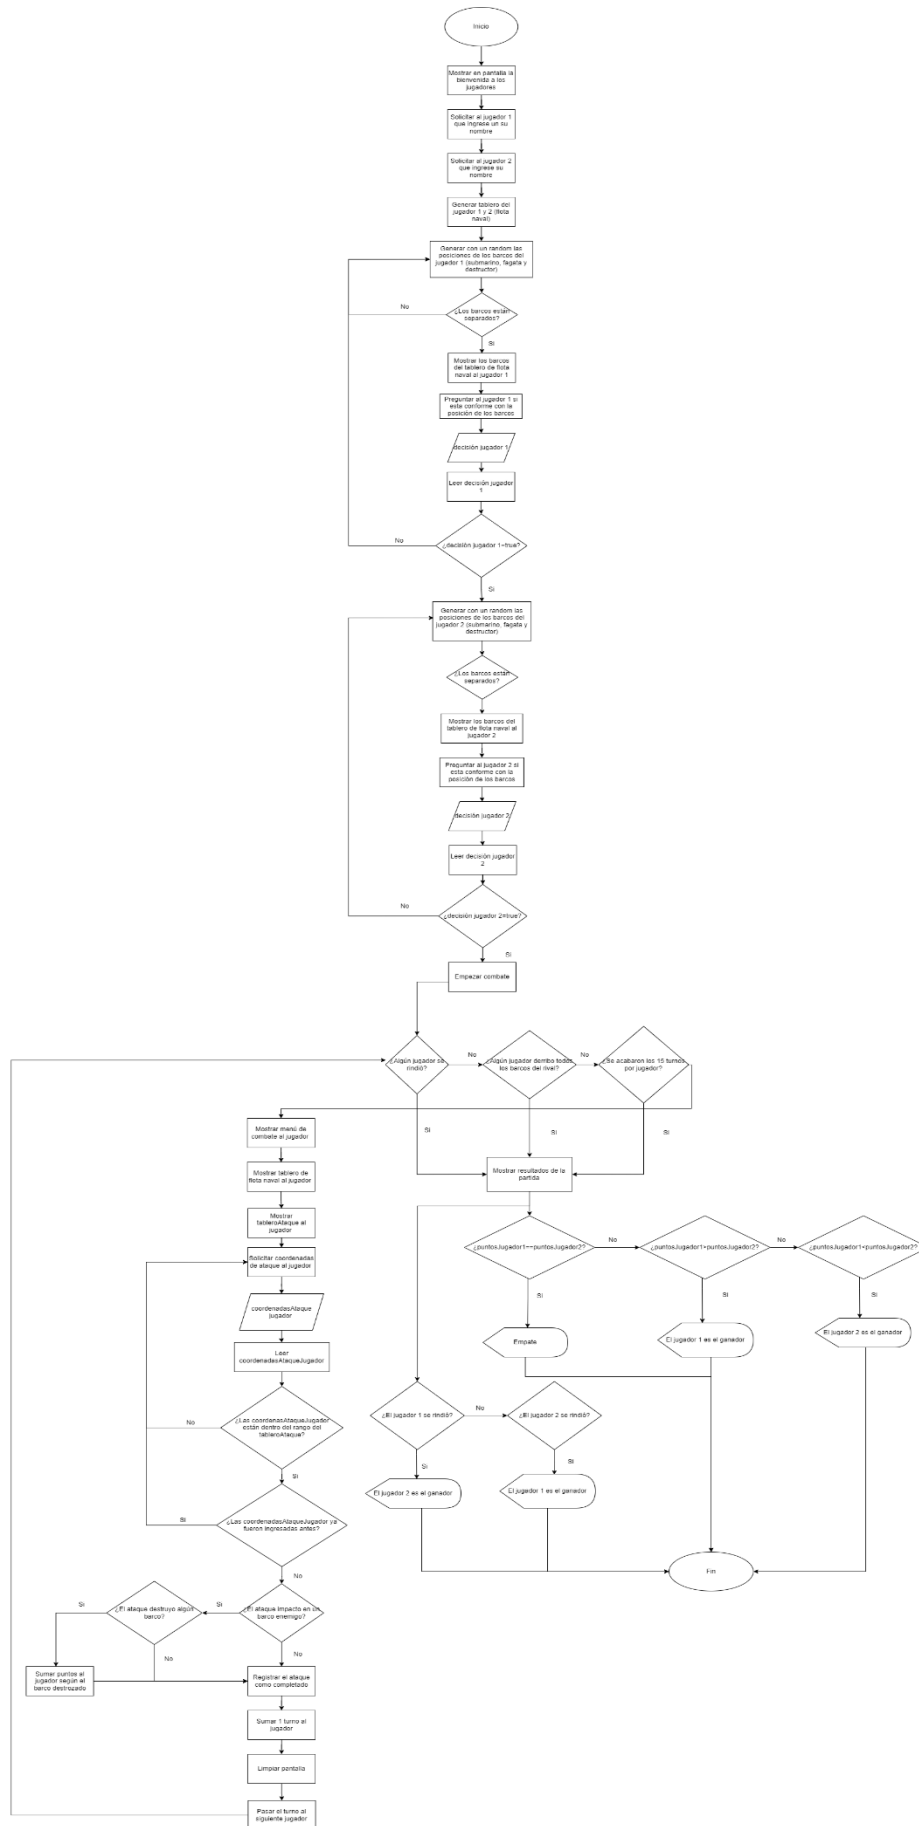 Inicio
Mostrar en pantalla la
bienvenida a los
jugadores
Solicitar al jugador 1
que ingrese un su
nombre
Solicitar al jugador 2
que ingrese su
nombre
Generar tablero del
jugador 1 y 2 (flota
naval)
Generar con un random las
posiciones de los barcos del
jugador 1 (submarino, fagata y
destructor)
¿Los barcos están
separados?
No
Si
Mostrar los barcos
del tablero de flota
naval al jugador 1
Preguntar al jugador 1 si
esta conforme con la
posición de los barcos
decisión jugador 1
Leer decisión jugador
1
¿decisión jugador 1=true?
No
Si
Generar con un random las
posiciones de los barcos del
jugador 2 (submarino, fagata y
destructor)
¿Los barcos están
separados?
Mostrar los barcos del
tablero de flota naval al
jugador 2
Preguntar al jugador 2 si
esta conforme con la
posición de los barcos
decisión jugador 2
Leer decisión jugador
2
¿decisión jugador 2=true?
No
Si
Empezar combate
¿Algún jugador se
rindió?
No
¿Algún jugador derribo todos
los barcos del rival?
No
¿Se acabaron los 15 turnos
por jugador?
Si
Si
Si
Mostrar menú de
combate al jugador
Mostrar tablero de
flota naval al jugador
Mostrar resultados de la
partida
Mostrar
tableroAtaque al
jugador
Solicitar coordenadas
de ataque al jugador
¿puntosJugador1==puntosJugador2?
No
No
Si
Si
Si
coordenadasAtaque
jugador
Empate
El jugador 1 es el ganador
El jugador 2 es el ganador
Leer
coordenadasAtaqueJugador
¿Las coordenasAtaqueJugador
están dentro del rango del
tableroAtaque?
No
Si
¿El jugador 1 se rindió?
No
¿El jugador 2 se rindió?
Si
Si
El jugador 2 es el ganador
El jugador 1 es el ganador
¿Las coordenadasAtaqueJugador ya
fueron ingresadas antes?
Si
No
Fin
¿El ataque impacto en un
barco enemigo?
Si
¿El ataque destruyo algún
barco?
Si
No
No
Sumar puntos al
jugador según el
barco destrozado
Registrar el ataque
como completado
Sumar 1 turno al
jugador
Limpiar pantalla
Pasar el turno al
siguiente jugador